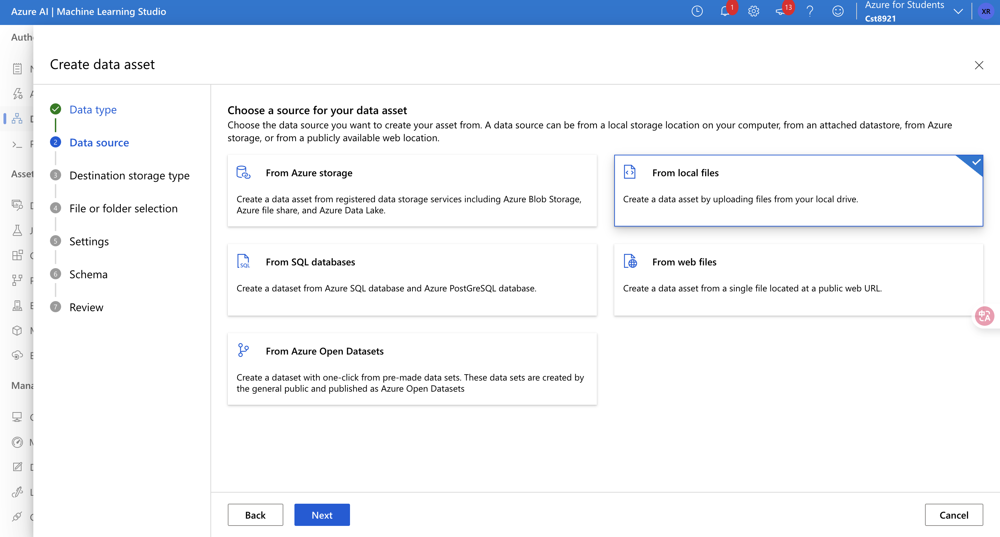 Azure AI | Machine Learning Studio
1
13
Azure for Students
Cst8921
XR
Create data asset
Data type
2 Data source
3 Destination storage type
4 File or folder selection
5 Settings
6 Schema
7 Review
Choose a source for your data asset
Choose the data source you want to create your asset from. A data source can be from a local storage location on your computer, from an attached datastore, from Azure
storage, or from a publicly available web location.
From Azure storage
Create a data asset from registered data storage services including Azure Blob Storage,
Azure file share, and Azure Data Lake.
From local files
Create a data asset by uploading files from your local drive.
SQL
From SQL databases
Create a dataset from Azure SQL database and Azure PostGreSQL database.
From web files
Create a data asset from a single file located at a public web URL.
中A
From Azure Open Datasets
Create a dataset with one-click from pre-made data sets. These data sets are created by
the general public and published as Azure Open Datasets
Back
Next
Cancel